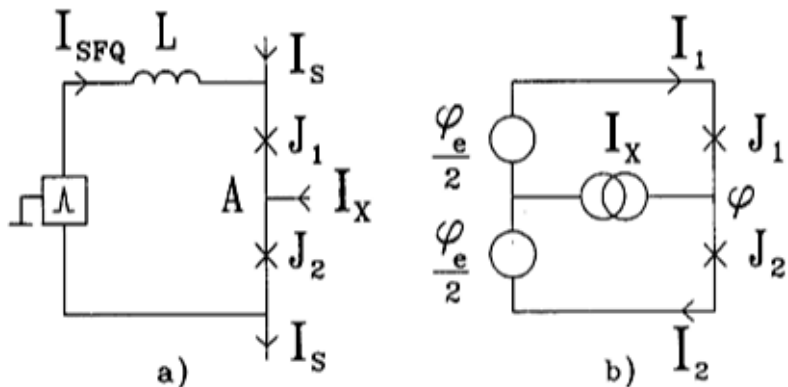 I_SFQ L I_S
J_1
A I_X
J_2
I_S
a)
I_1
φ_e/2 I_X J_1
φ
φ_e/2 J_2
I_2
b)